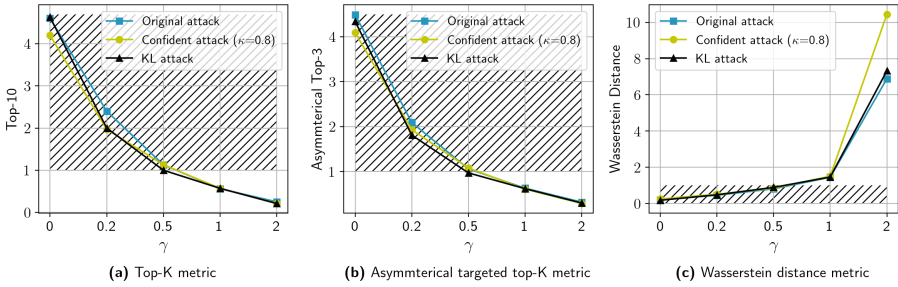 Top-10
4
3
2
1
0
Original attack
Confident attack (κ=0.8)
KL attack
0
0.2
0.5
1
2
γ
(a) Top-K metric
Asymmterical Top-3
4
3
2
1
Original attack
Confident attack (κ=0.8)
KL attack
0
0.2
0.5
1
2
γ
(b) Asymmterical targeted top-K metric
Wasserstein Distance
10
8
6
4
2
0
Original attack
Confident attack (κ=0.8)
KL attack
0
0.2
0.5
1
2
γ
(c) Wasserstein distance metric